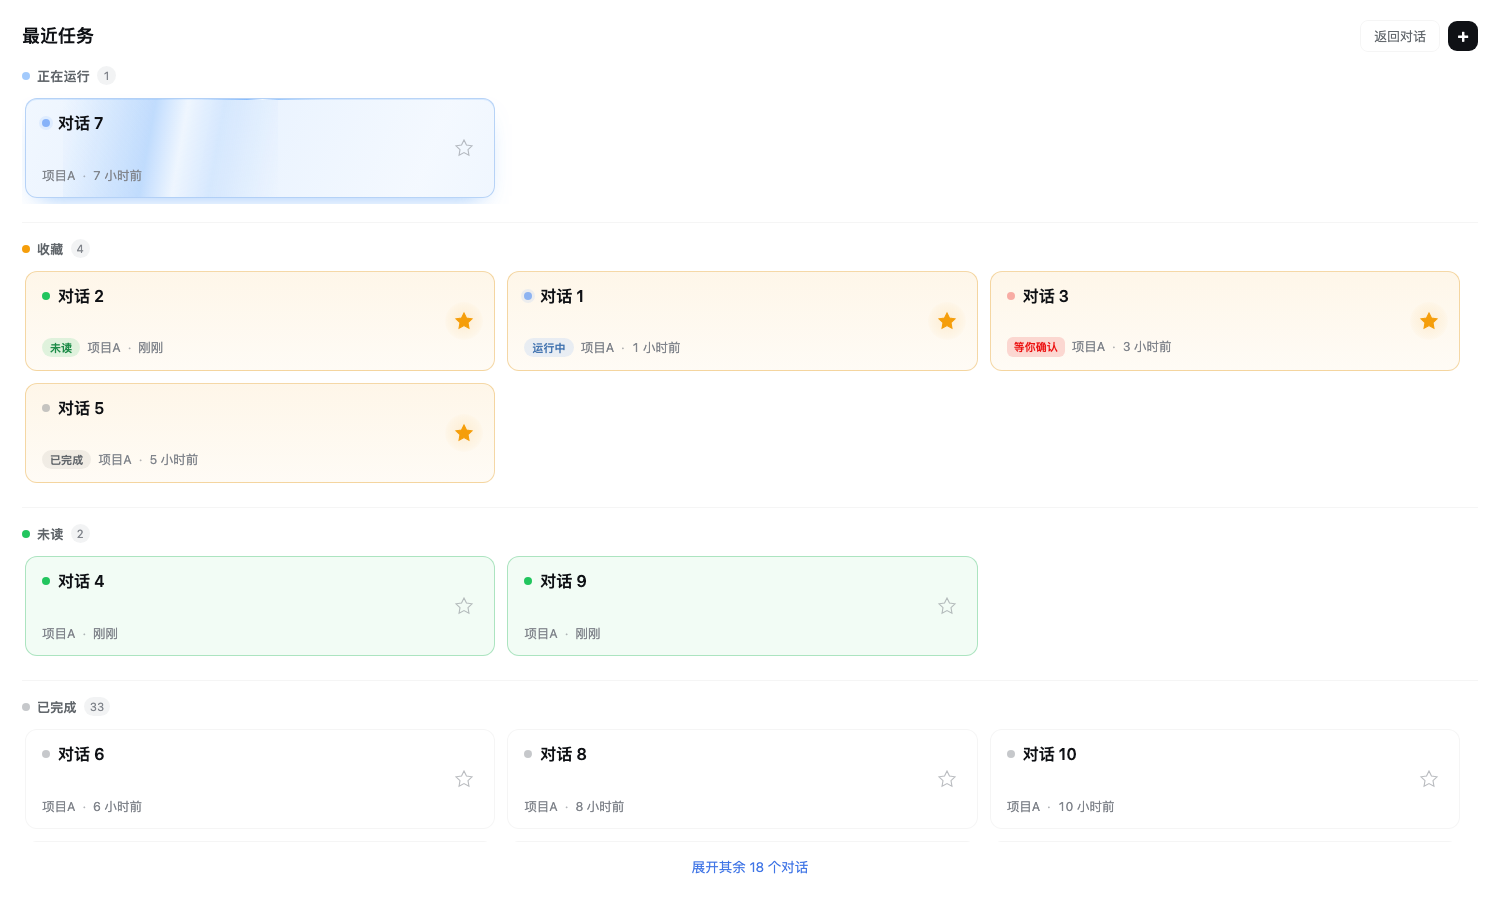 最近任务
返回对话
正在运行 1
对话 7
项目A · 7 小时前
收藏 4
对话 2
未读 项目A · 刚刚
对话 1
运行中 项目A · 1 小时前
对话 3
等你确认 项目A · 3 小时前
对话 5
已完成 项目A · 5 小时前
未读 2
对话 4
项目A · 刚刚
对话 9
项目A · 刚刚
已完成 33
对话 6
项目A · 6 小时前
对话 8
项目A · 8 小时前
对话 10
项目A · 10 小时前
展开其余 18 个对话